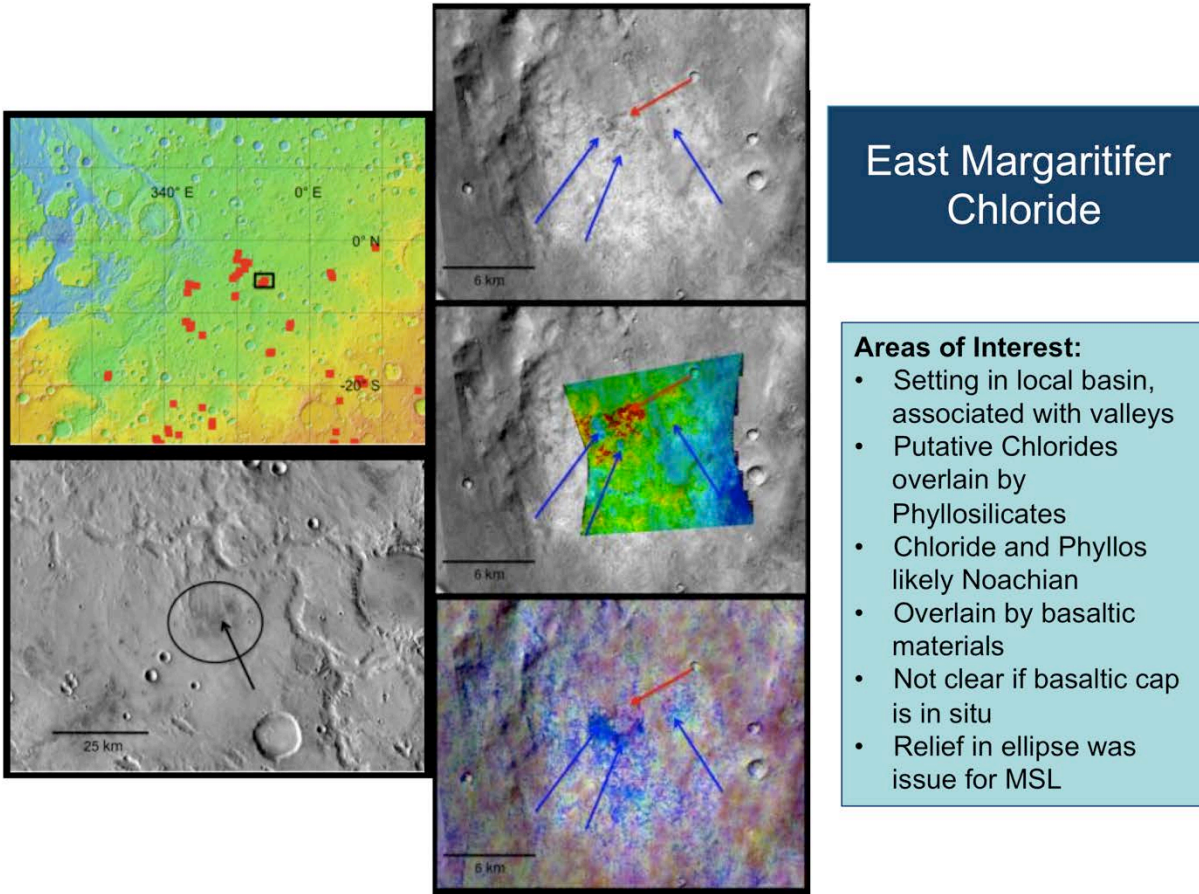 340° E
0° E
0° N
-20° S
25 km
6 km
6 km
6 km
East Margaritifer
Chloride
Areas of Interest:
• Setting in local basin,
associated with valleys
• Putative Chlorides
overlain by
Phyllosilicates
• Chloride and Phyllos
likely Noachian
• Overlain by basaltic
materials
• Not clear if basaltic cap
is in situ
• Relief in ellipse was
issue for MSL